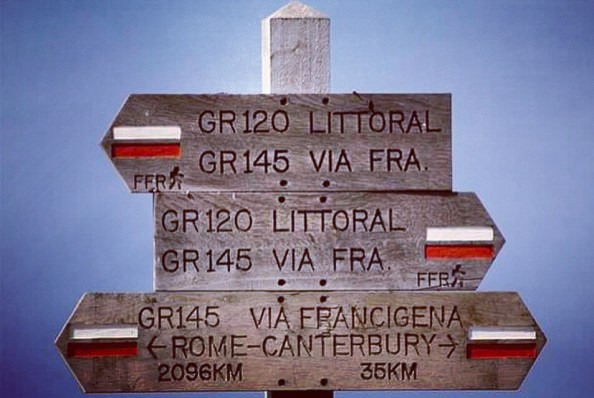 GR120 LITTORAL
GR145 VIA FRA.
FFR
GR120 LITTORAL
GR145 VIA FRA.
FFR
GR145 VIA FRANCIGENA
←ROME-CANTERBURY→
2096KM 35KM